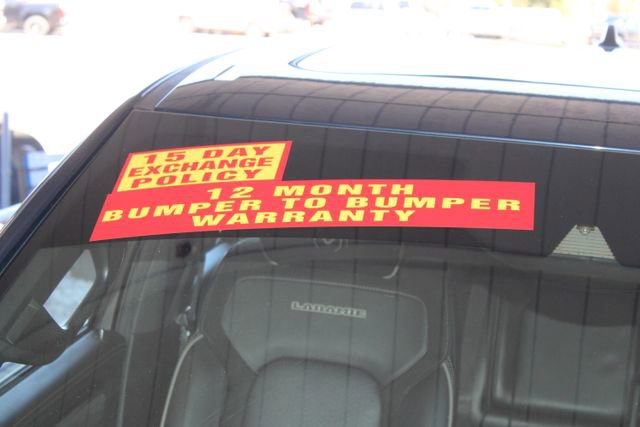 15 DAY
EXCHANGE
POLICY
12 MONTH
BUMPER TO BUMPER
WARRANTY
LARAMIE